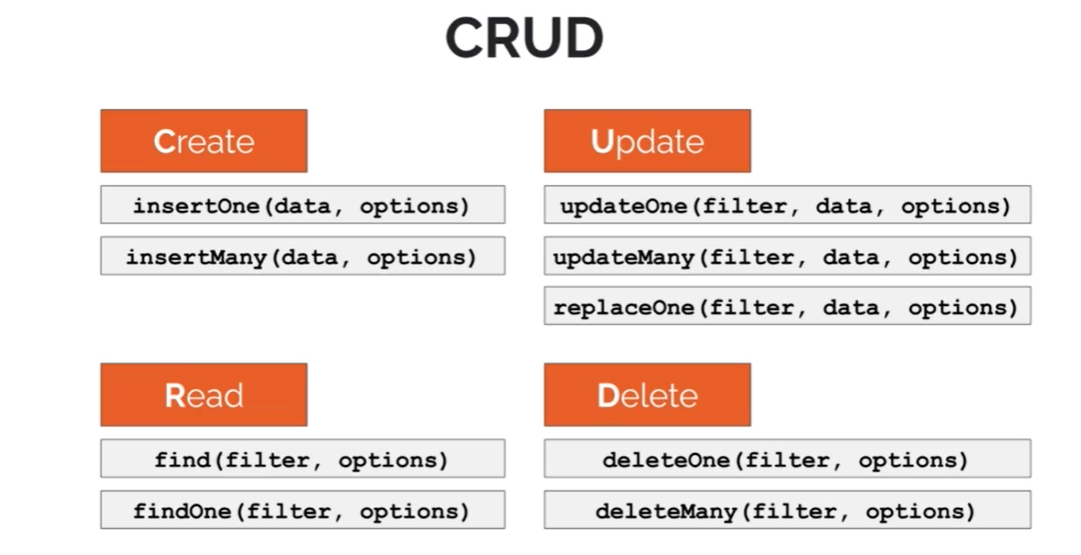 CRUD
Create
insertOne(data, options)
insertMany(data, options)
Update
updateOne(filter, data, options)
updateMany(filter, data, options)
replaceOne(filter, data, options)
Read
find(filter, options)
findOne(filter, options)
Delete
deleteOne(filter, options)
deleteMany(filter, options)